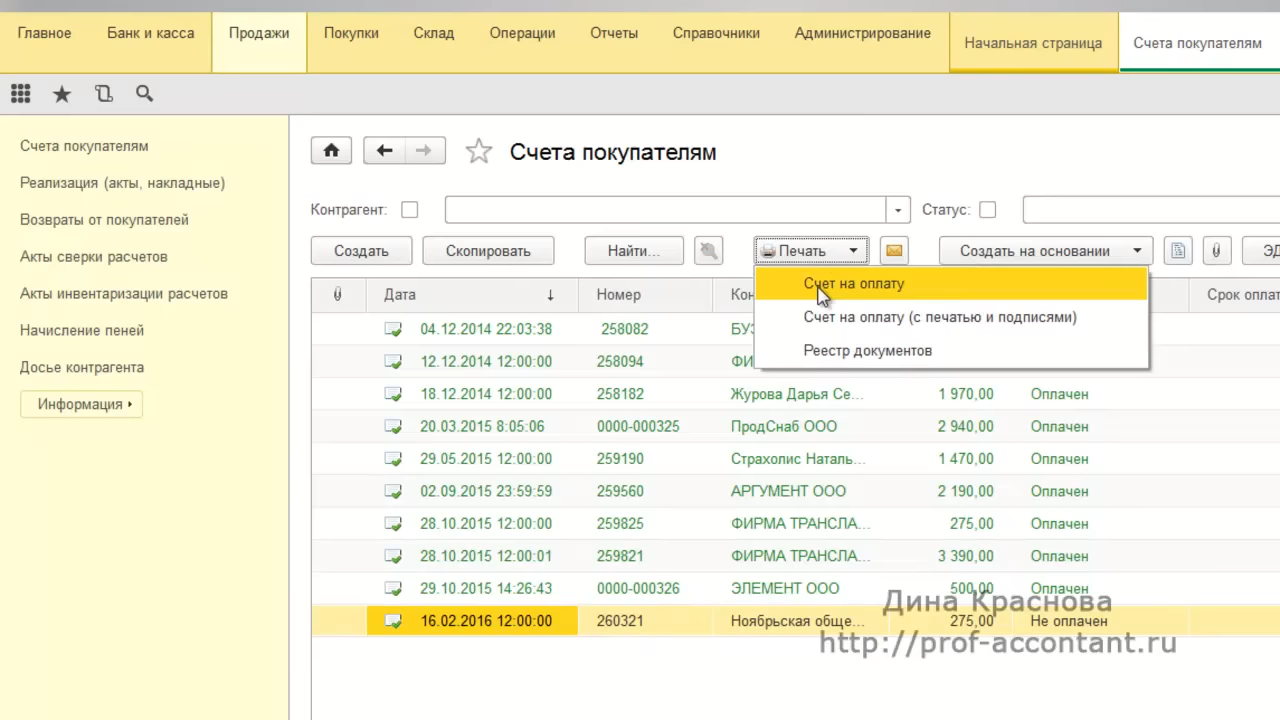 Главное Банк и касса Продажи Покупки Склад Операции Отчеты Справочники Администрирование Начальная страница Счета покупателям
Счета покупателям
Реализация (акты, накладные)
Возвраты от покупателей
Акты сверки расчетов
Акты инвентаризации расчетов
Начисление пеней
Досье контрагента
Информация
Счета покупателям
Контрагент: Статус:
Создать Скопировать Найти... Печать Создать на основании ЭД
Счет на оплату
Счет на оплату (с печатью и подписями)
Реестр документов
Дата Номер Кон Срок оплат
04.12.2014 22:03:38 258082 БУЗ
12.12.2014 12:00:00 258094 ФИ
18.12.2014 12:00:00 258182 Журова Дарья Се... 1 970,00 Оплачен
20.03.2015 8:05:06 0000-000325 ПродСнаб ООО 2 940,00 Оплачен
29.05.2015 12:00:00 259190 Страхолис Наталь... 1 470,00 Оплачен
02.09.2015 23:59:59 259560 АРГУМЕНТ ООО 2 190,00 Оплачен
28.10.2015 12:00:00 259825 ФИРМА ТРАНСЛА... 275,00 Оплачен
28.10.2015 12:00:01 259821 ФИРМА ТРАНСЛА... 3 390,00 Оплачен
29.10.2015 14:26:43 0000-000326 ЭЛЕМЕНТ ООО 500,00 Оплачен
16.02.2016 12:00:00 260321 Ноябрьская обще... 275,00 Не оплачен
Дина Краснова
http://prof-accontant.ru